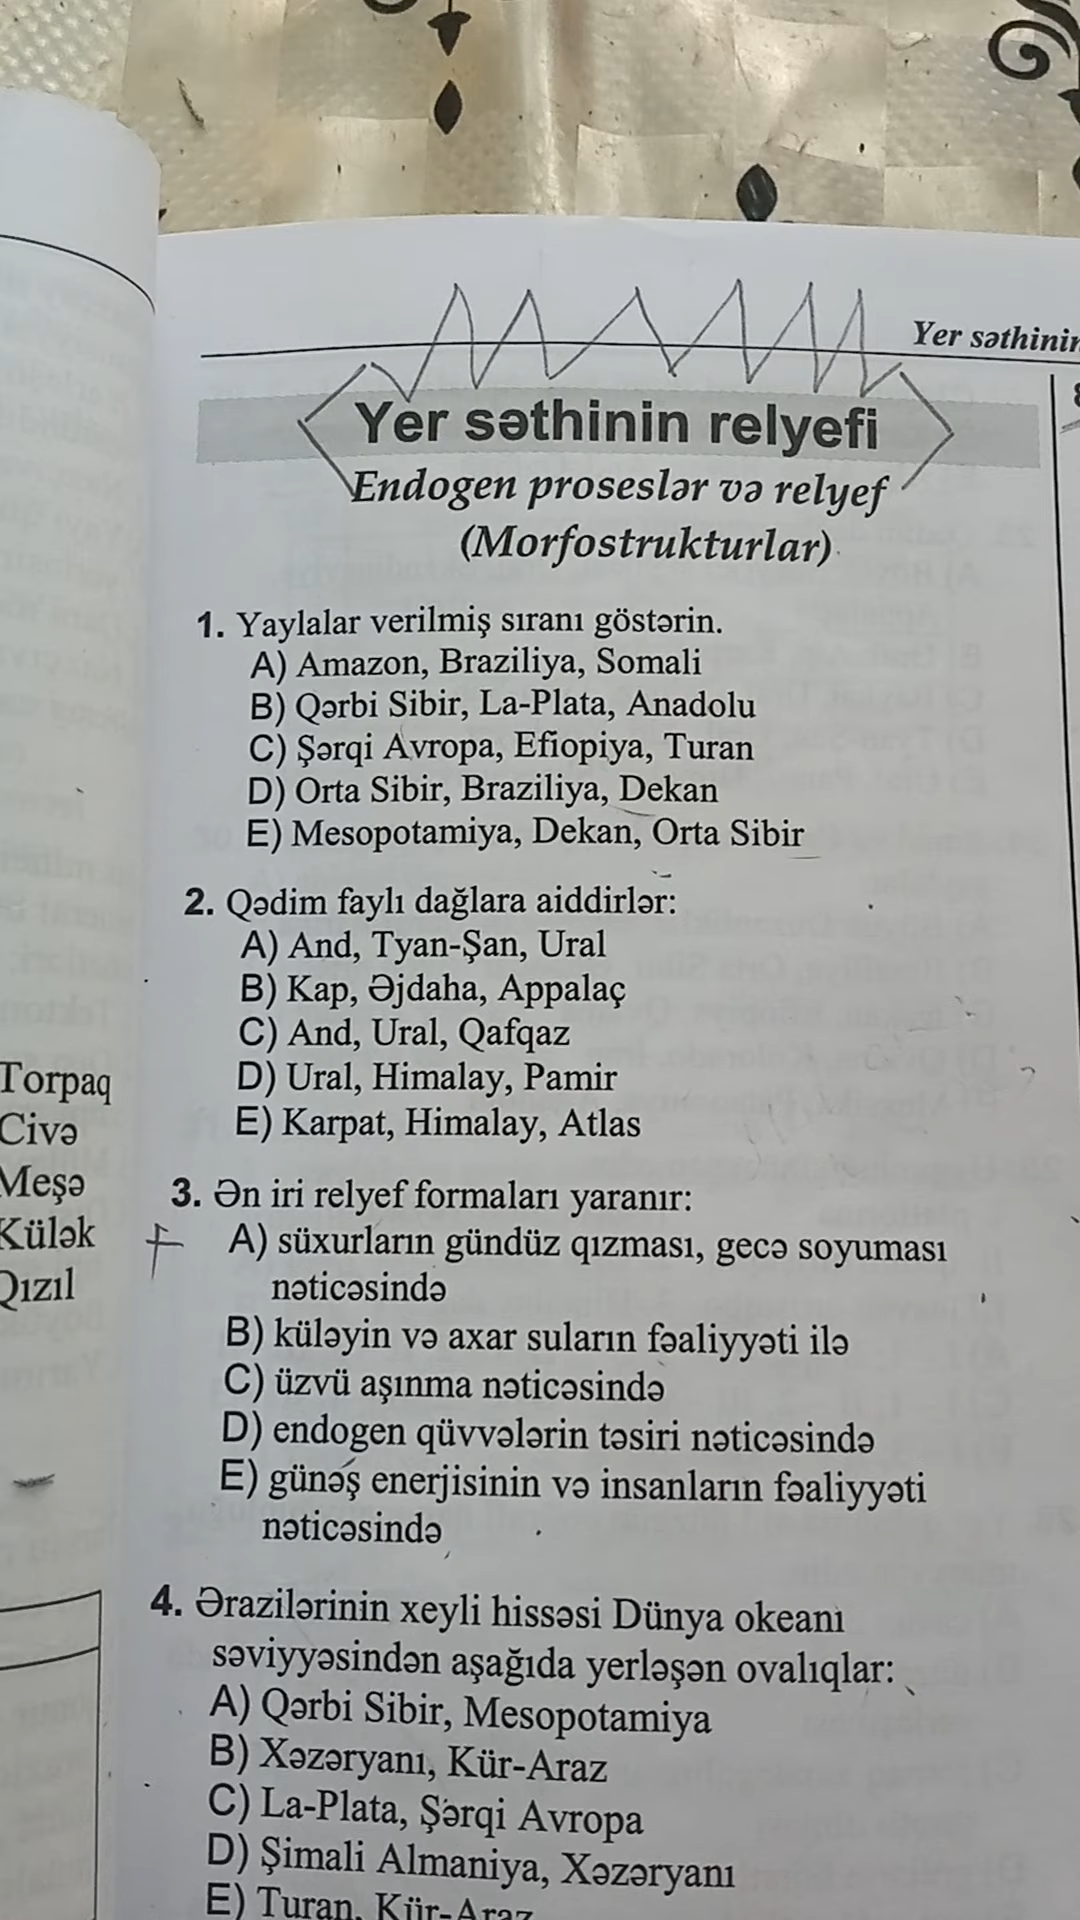 Yer səthinin
Yer səthinin relyefi
Endogen proseslər və relyef
(Morfostrukturlar)
1. Yaylalar verilmiş sıranı göstərin.
A) Amazon, Braziliya, Somali
B) Qərbi Sibir, La-Plata, Anadolu
C) Şərqi Avropa, Efiopiya, Turan
D) Orta Sibir, Braziliya, Dekan
E) Mesopotamiya, Dekan, Orta Sibir
2. Qədim faylı dağlara aiddirlər:
A) And, Tyan-Şan, Ural
B) Kap, Əjdaha, Appalaç
C) And, Ural, Qafqaz
D) Ural, Himalay, Pamir
E) Karpat, Himalay, Atlas
3. Ən iri relyef formaları yaranır:
A) süxurların gündüz qızması, gecə soyuması
nəticəsində
B) küləyin və axar suların fəaliyyəti ilə
C) üzvü aşınma nəticəsində
D) endogen qüvvələrin təsiri nəticəsində
E) günəş enerjisinin və insanların fəaliyyəti
nəticəsində
4. Ərazilərinin xeyli hissəsi Dünya okeanı
səviyyəsindən aşağıda yerləşən ovalıqlar:
A) Qərbi Sibir, Mesopotamiya
B) Xəzəryanı, Kür-Araz
C) La-Plata, Şərqi Avropa
D) Şimali Almaniya, Xəzəryanı
E) Turan, Kür-Araz
Torpaq
Civə
Meşə
Külək
Qızıl